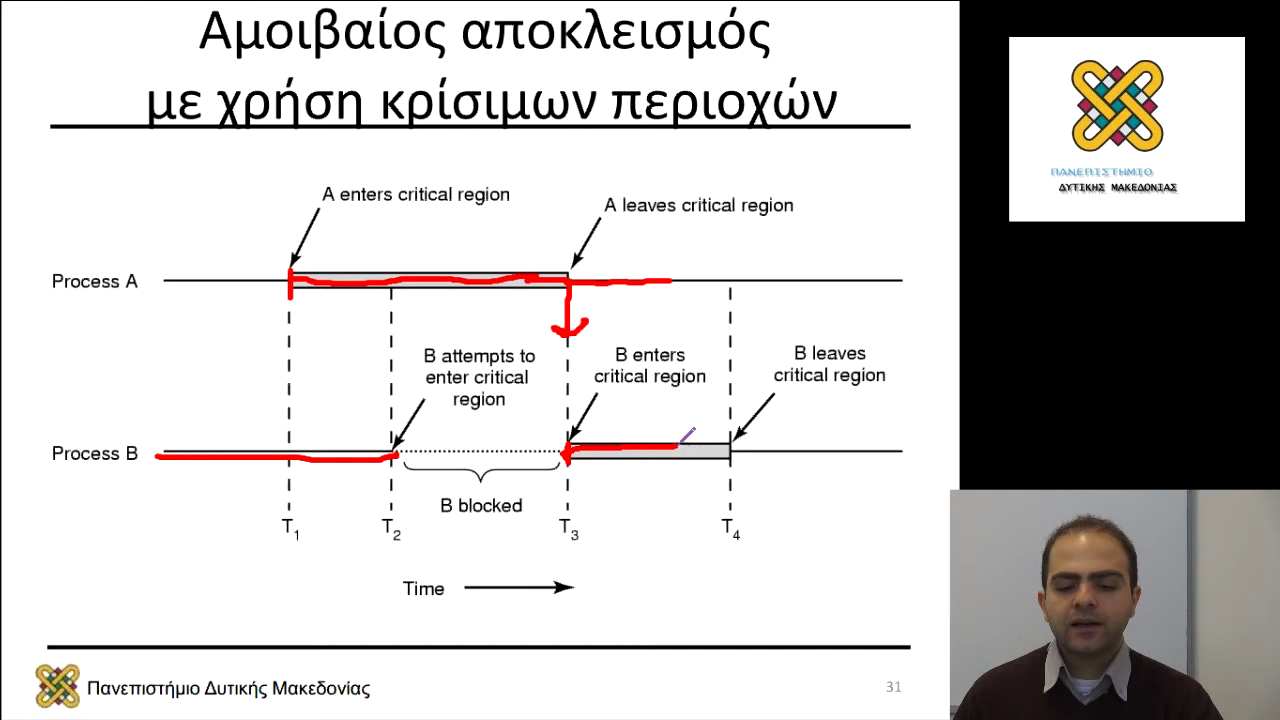 Αμοιβαίος αποκλεισμός
με χρήση κρίσιμων περιοχών
ΠΑΝΕΠΙΣΤΗΜΙΟ
ΔΥΤΙΚΗΣ ΜΑΚΕΔΟΝΙΑΣ
A enters critical region
A leaves critical region
Process A
B attempts to
enter critical
region
B enters
critical region
B leaves
critical region
Process B
B blocked
T1
T2
T3
T4
Time
Πανεπιστήμιο Δυτικής Μακεδονίας
31